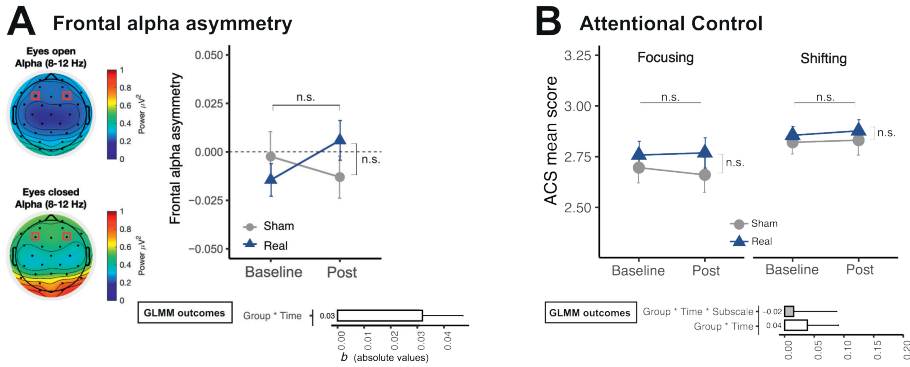 A Frontal alpha asymmetry
Eyes open
Alpha (8-12 Hz)
1
0.8
0.6
0.4
0.2
0
Power μV²
Eyes closed
Alpha (8-12 Hz)
1
0.8
0.6
0.4
0.2
0
Power μV²
Frontal alpha asymmetry
0.050
0.025
0.000
−0.025
−0.050
n.s.
n.s.
Sham
Real
Baseline Post
GLMM outcomes
Group * Time
0.03
0.00 0.01 0.02 0.03 0.04
b (absolute values)
B Attentional Control
ACS mean score
3.25
3.00
2.75
2.50
Focusing Shifting
n.s. n.s.
n.s. n.s.
Sham
Real
Baseline Post Baseline Post
GLMM outcomes
Group * Time * Subscale -0.02
Group * Time 0.04
0.00 0.05 0.10 0.15 0.20